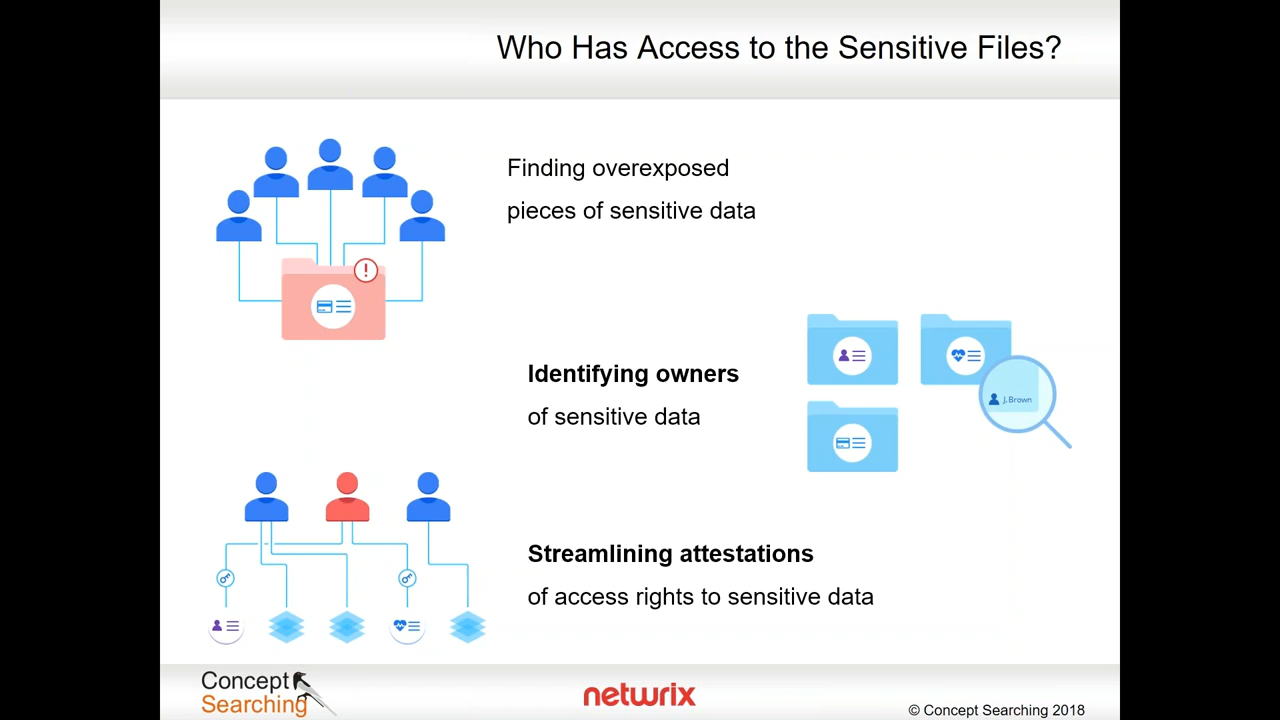 Who Has Access to the Sensitive Files?
Finding overexposed
pieces of sensitive data
Identifying owners
of sensitive data
J. Brown
Streamlining attestations
of access rights to sensitive data
Concept
Searching
netwrix
© Concept Searching 2018